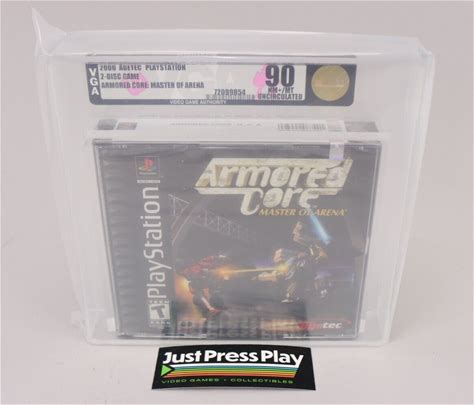 VGA
2000 AGETEC PLAYSTATION
2-DISC GAME
ARMORED CORE: MASTER OF ARENA
VIDEO GAME AUTHORITY
90
NM+/MT
UNCIRCULATED
PlayStation
ARMORED
CORE
MASTER OF ARENA
T
agetec
JUST PRESS PLAY
VIDEO GAMES • COLLECTIBLES